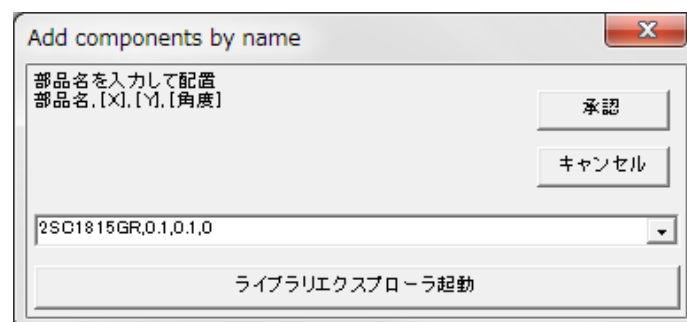 Add components by name
部品名を入力して配置
部品名,[X],[Y],[角度]
承認
キャンセル
2SC1815GR,0.1,0.1,0
ライブラリエクスプローラ起動